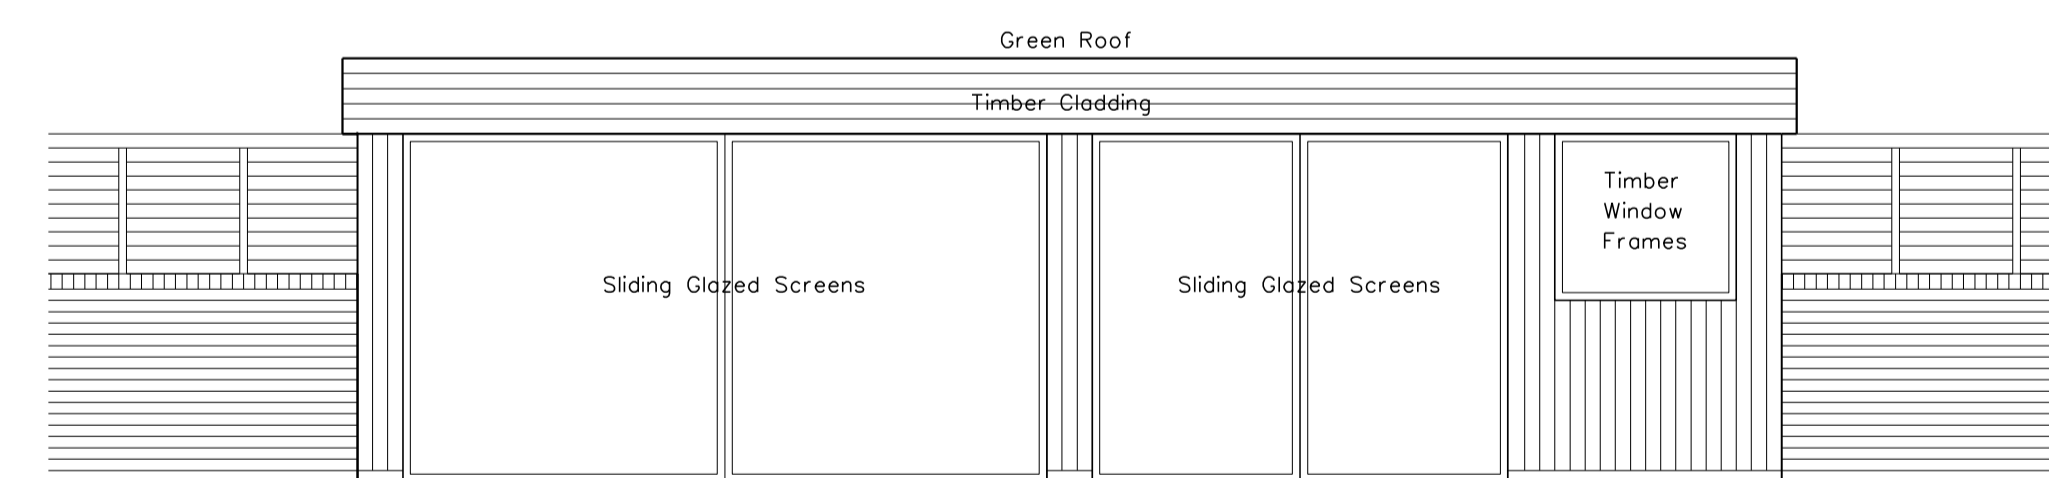 Green Roof
Timber Cladding
Sliding Glazed Screens
Sliding Glazed Screens
Timber
Window
Frames